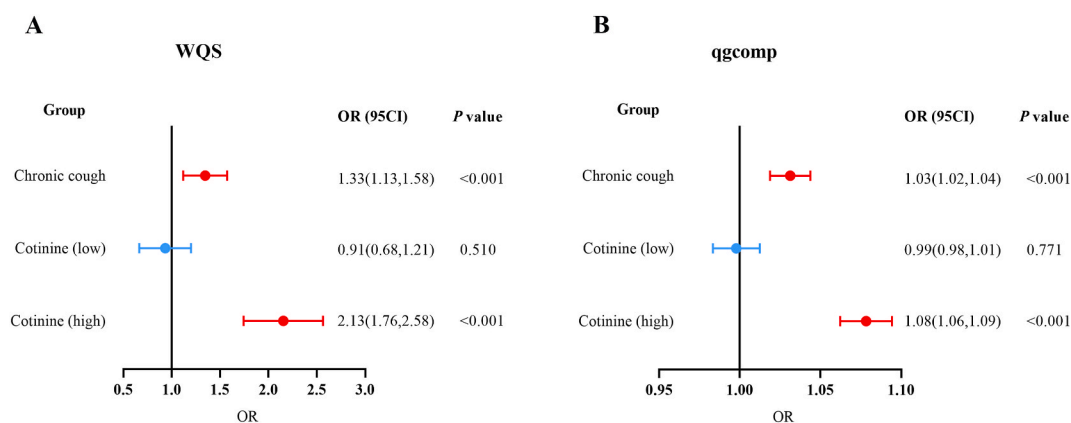 A
WQS
Group
OR (95CI)
P value
Chronic cough
1.33(1.13,1.58)
<0.001
Cotinine (low)
0.91(0.68,1.21)
0.510
Cotinine (high)
2.13(1.76,2.58)
<0.001
0.5 1.0 1.5 2.0 2.5 3.0
OR
B
qgcomp
Group
OR (95CI)
P value
Chronic cough
1.03(1.02,1.04)
<0.001
Cotinine (low)
0.99(0.98,1.01)
0.771
Cotinine (high)
1.08(1.06,1.09)
<0.001
0.95 1.00 1.05 1.10
OR